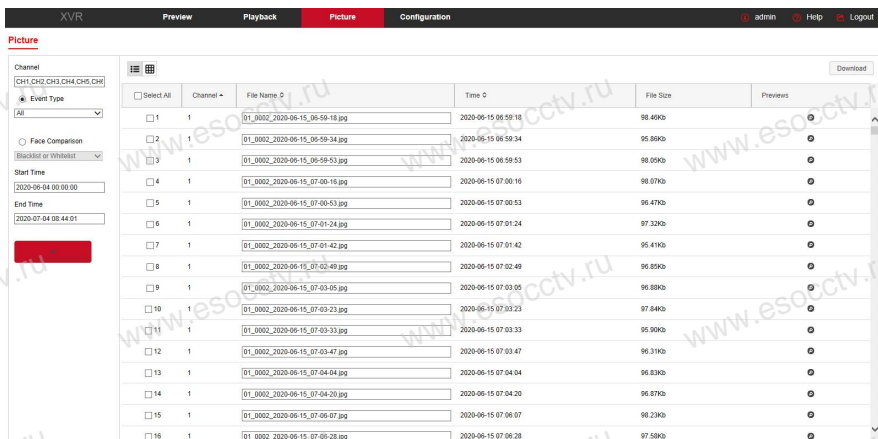 XVR Preview Playback Picture Configuration admin Help Logout
Picture
Channel
CH1,CH2,CH3,CH4,CH5,CH6
Event Type
All
Face Comparison
Blacklist or Whitelist
Start Time
2020-06-04 00:00:00
End Time
2020-07-04 08:44:01
Download
Select All Channel File Name Time File Size Previews
1 1 01_0002_2020-06-15_06-59-18.jpg 2020-06-15 06:59:18 98.46Kb
2 1 01_0002_2020-06-15_06-59-34.jpg 2020-06-15 06:59:34 95.86Kb
3 1 01_0002_2020-06-15_06-59-53.jpg 2020-06-15 06:59:53 98.05Kb
4 1 01_0002_2020-06-15_07-00-16.jpg 2020-06-15 07:00:16 98.07Kb
5 1 01_0002_2020-06-15_07-00-53.jpg 2020-06-15 07:00:53 96.47Kb
6 1 01_0002_2020-06-15_07-01-24.jpg 2020-06-15 07:01:24 97.32Kb
7 1 01_0002_2020-06-15_07-01-42.jpg 2020-06-15 07:01:42 95.41Kb
8 1 01_0002_2020-06-15_07-02-49.jpg 2020-06-15 07:02:49 96.85Kb
9 1 01_0002_2020-06-15_07-03-05.jpg 2020-06-15 07:03:05 96.88Kb
10 1 01_0002_2020-06-15_07-03-23.jpg 2020-06-15 07:03:23 97.84Kb
11 1 01_0002_2020-06-15_07-03-33.jpg 2020-06-15 07:03:33 95.90Kb
12 1 01_0002_2020-06-15_07-03-47.jpg 2020-06-15 07:03:47 96.31Kb
13 1 01_0002_2020-06-15_07-04-04.jpg 2020-06-15 07:04:04 96.83Kb
14 1 01_0002_2020-06-15_07-04-20.jpg 2020-06-15 07:04:20 96.87Kb
15 1 01_0002_2020-06-15_07-06-07.jpg 2020-06-15 07:06:07 98.23Kb
16 1 01_0002_2020-06-15_07-06-28.jpg 2020-06-15 07:06:28 97.58Kb
www.esocctv.ru
www.esocctv.ru
www.esocctv.ru
www.esocctv.ru